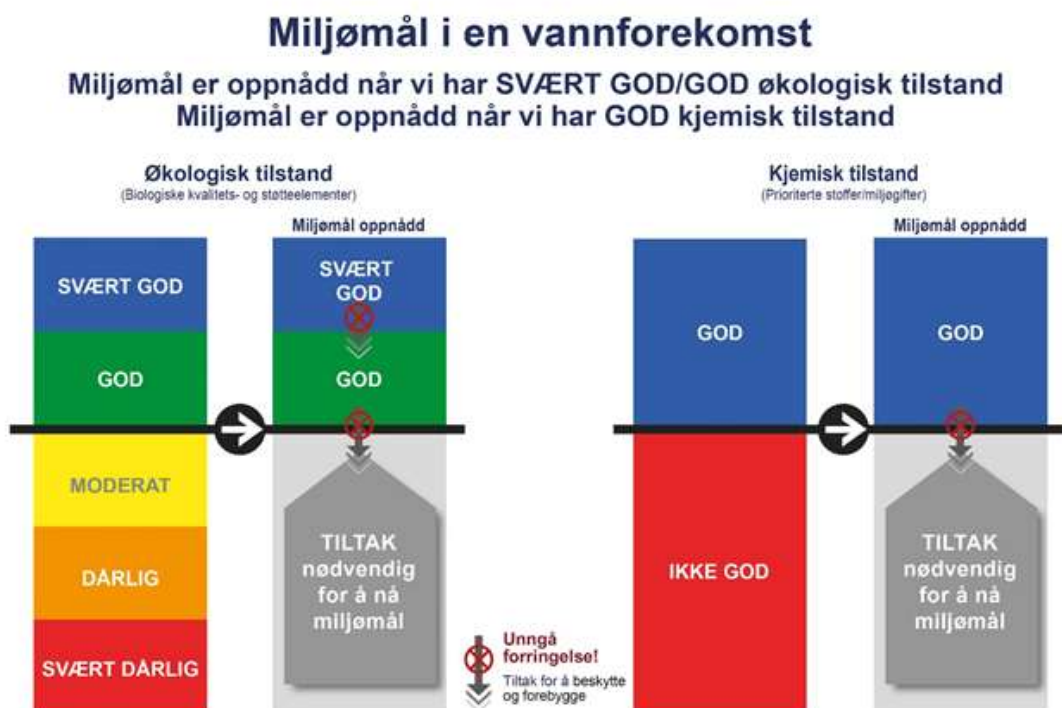 Miljømål i en vannforekomst
Miljømål er oppnådd når vi har SVÆRT GOD/GOD økologisk tilstand
Miljømål er oppnådd når vi har GOD kjemisk tilstand
Økologisk tilstand
(Biologiske kvalitets- og støtteelementer)
Miljømål oppnådd
SVÆRT GOD
GOD
MODERAT
DÅRLIG
SVÆRT DÅRLIG
SVÆRT
GOD
GOD
TILTAK
nødvendig
for å nå
miljømål
Unngå
forringelse!
Tiltak for å beskytte
og forebygge
Kjemisk tilstand
(Prioriterte stoffer/miljøgifter)
Miljømål oppnådd
GOD
IKKE GOD
GOD
TILTAK
nødvendig
for å nå
miljømål